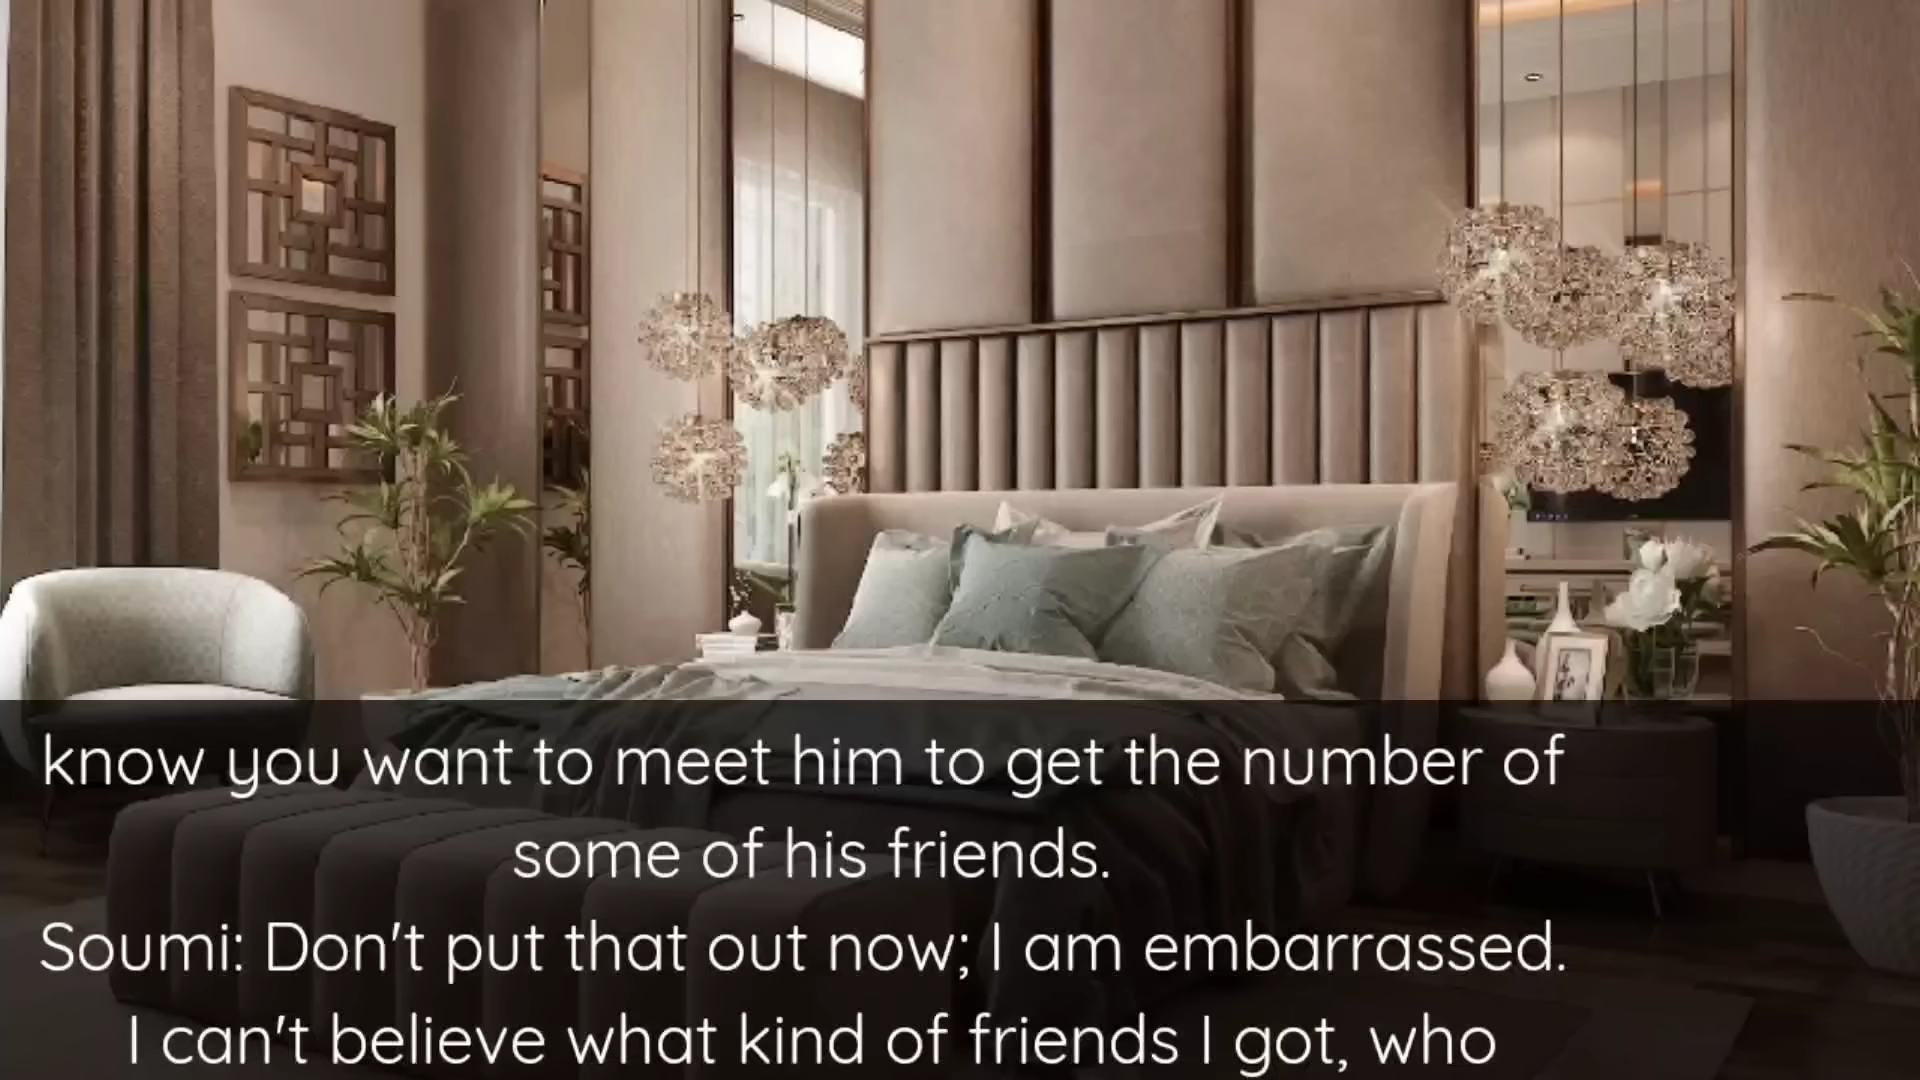 know you want to meet him to get the number of
some of his friends.
Soumi: Don't put that out now; I am embarrassed.
I can't believe what kind of friends I got, who